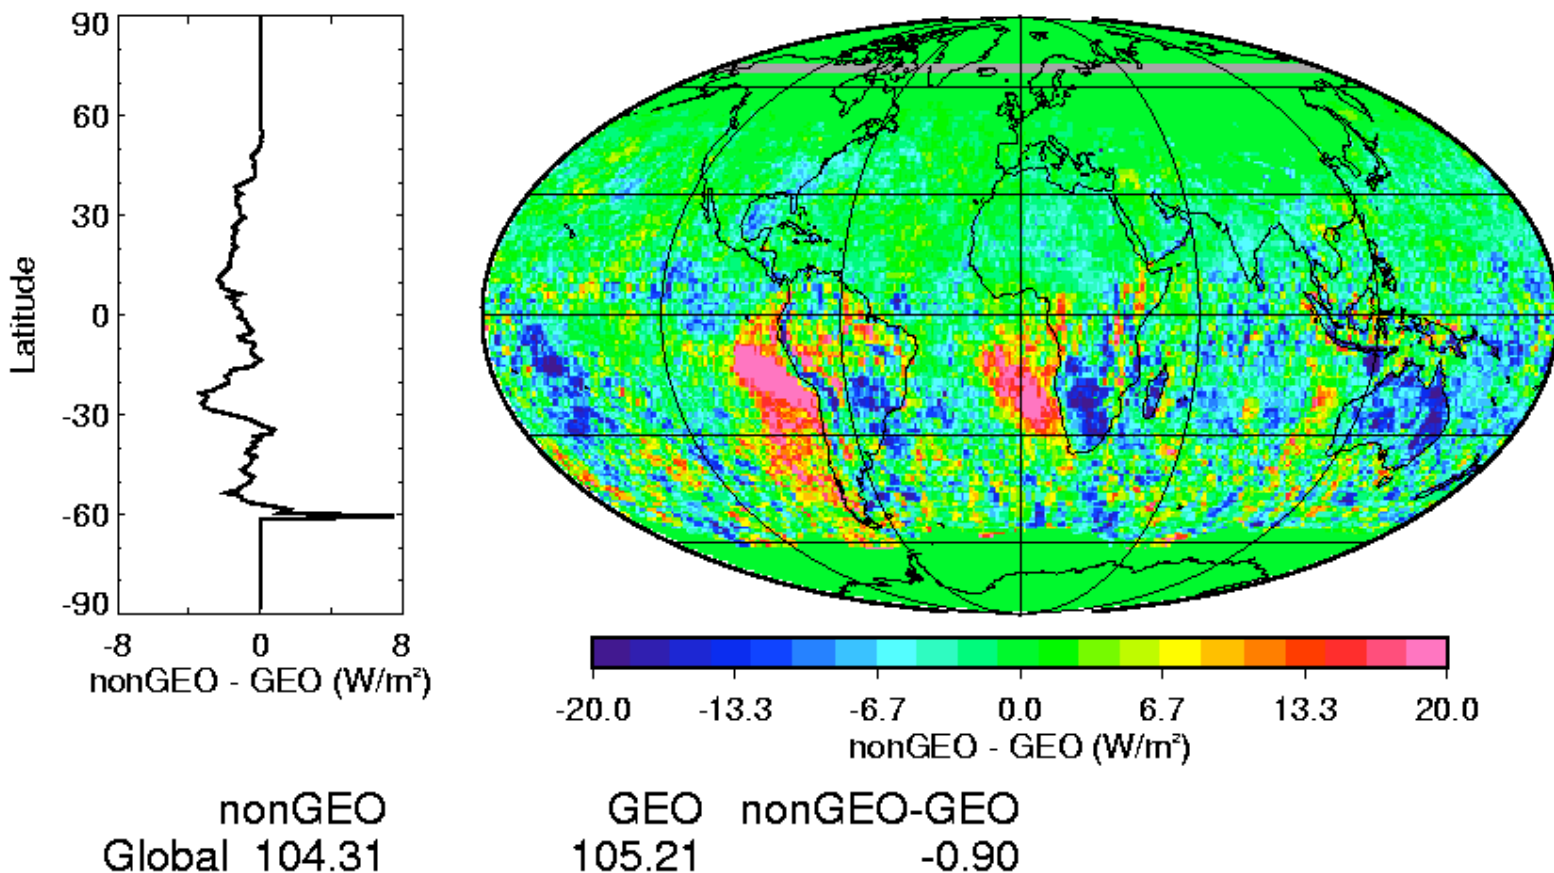 90
60
30
0
-30
-60
-90
Latitude
-8 0 8
nonGEO - GEO (W/m²)
-20.0 -13.3 -6.7 0.0 6.7 13.3 20.0
nonGEO - GEO (W/m²)
nonGEO GEO nonGEO-GEO
Global 104.31 105.21 -0.90